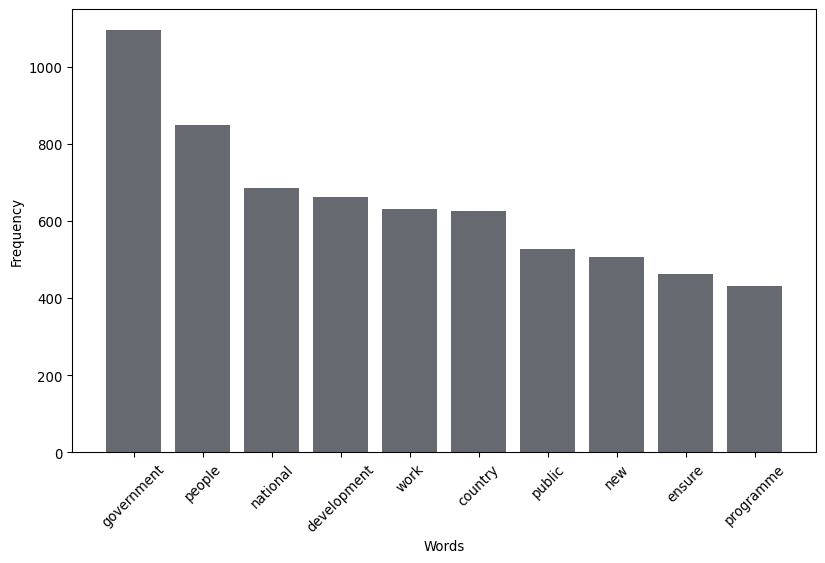 1000
800
600
400
200
0
Frequency
government
people
national
development
work
country
public
new
ensure
programme
Words